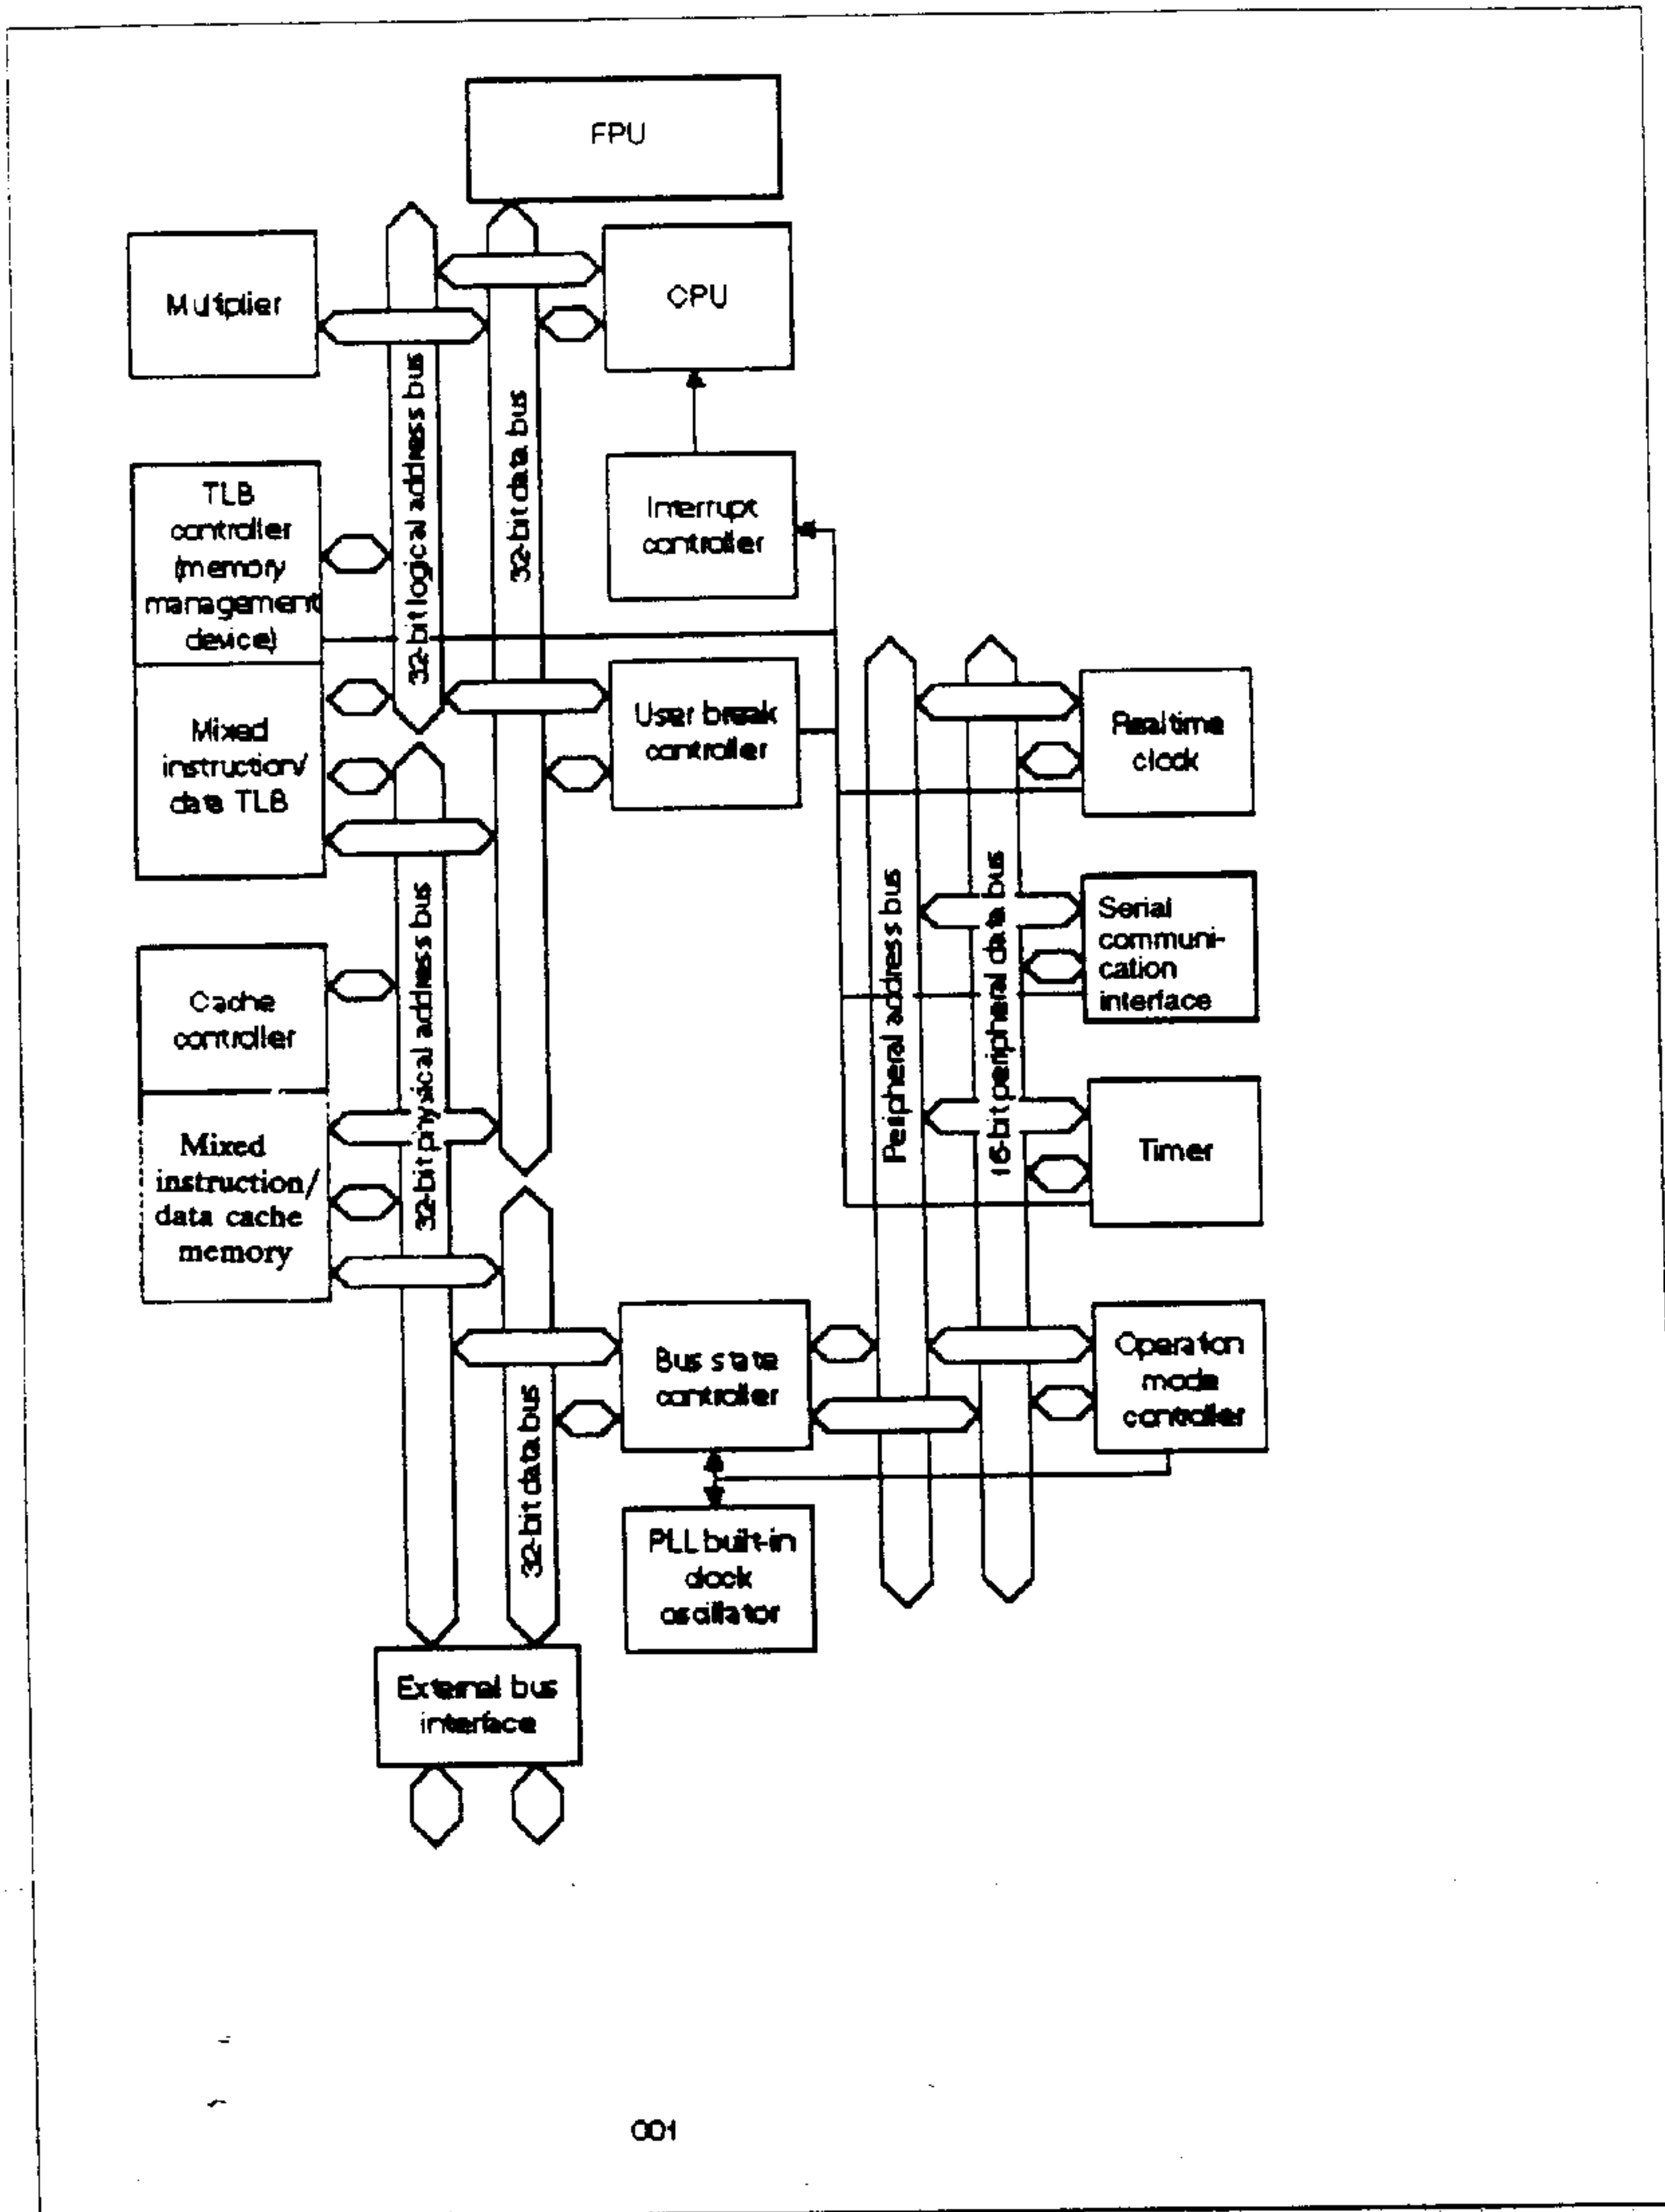 FPU
Multiplier
CPU
32-bit logical address bus
32-bit data bus
TLB
controller
(memory
management
device)
Interrupt
controller
Mixed
instruction/
data TLB
User break
controller
Realtime
clock
32-bit physical address bus
Peripheral address bus
16-bit peripheral data bus
Serial
communi-
cation
interface
Cache
controller
Mixed
instruction/
data cache
memory
Timer
32-bit data bus
Bus state
controller
Operation
mode
controller
PLL built-in
clock
oscillator
External bus
interface
001